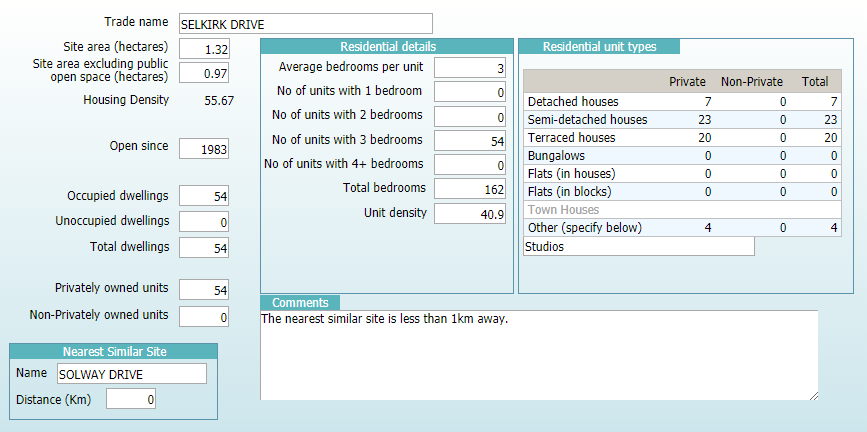 Trade name SELKIRK DRIVE
Site area (hectares) 1.32
Site area excluding public
open space (hectares) 0.97
Housing Density 55.67
Open since 1983
Occupied dwellings 54
Unoccupied dwellings 0
Total dwellings 54
Privately owned units 54
Non-Privately owned units 0
Nearest Similar Site
Name SOLWAY DRIVE
Distance (Km) 0
Residential details
Average bedrooms per unit 3
No of units with 1 bedroom 0
No of units with 2 bedrooms 0
No of units with 3 bedrooms 54
No of units with 4+ bedrooms 0
Total bedrooms 162
Unit density 40.9
Residential unit types
Private Non-Private Total
Detached houses 7 0 7
Semi-detached houses 23 0 23
Terraced houses 20 0 20
Bungalows 0 0 0
Flats (in houses) 0 0 0
Flats (in blocks) 0 0 0
Town Houses
Other (specify below) 4 0 4
Studios
Comments
The nearest similar site is less than 1km away.